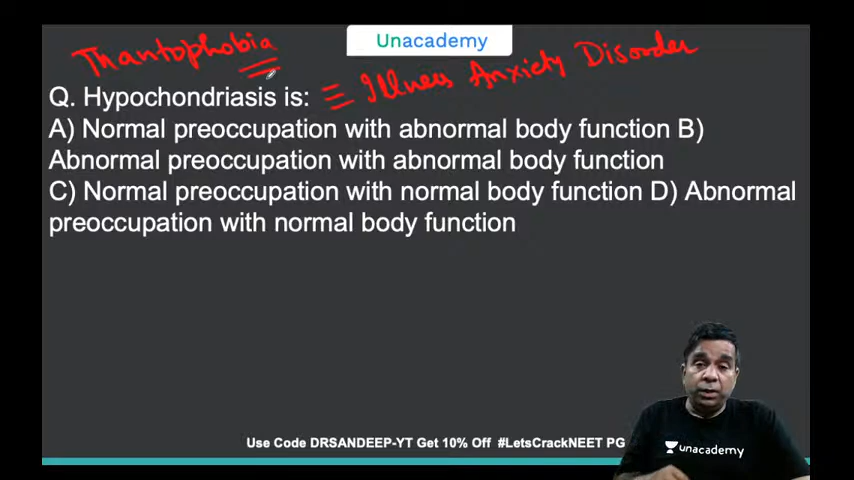 Thantophobia
Unacademy
Q. Hypochondriasis is: ≡ Illness Anxiety Disorder
A) Normal preoccupation with abnormal body function B)
Abnormal preoccupation with abnormal body function
C) Normal preoccupation with normal body function D) Abnormal
preoccupation with normal body function
Use Code DRSANDEEP-YT Get 10% Off #LetsCrackNEET PG
unacademy